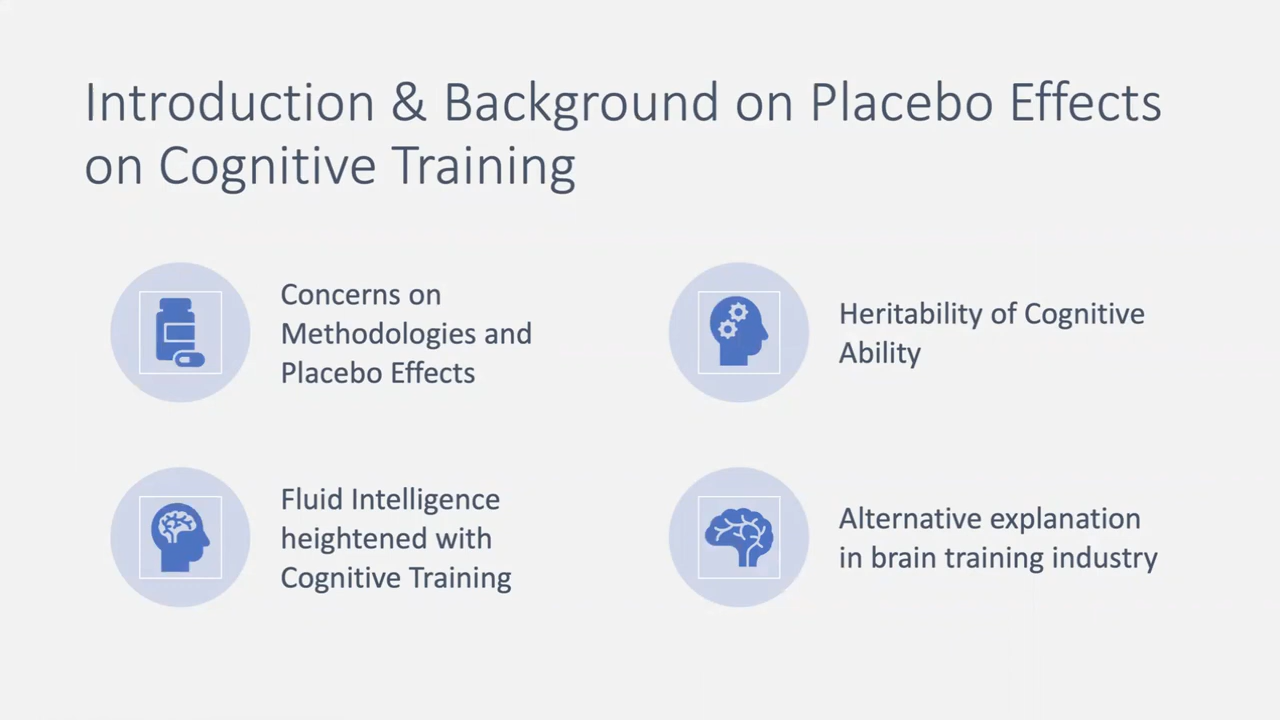 Introduction & Background on Placebo Effects
on Cognitive Training
Concerns on
Methodologies and
Placebo Effects
Heritability of Cognitive
Ability
Fluid Intelligence
heightened with
Cognitive Training
Alternative explanation
in brain training industry